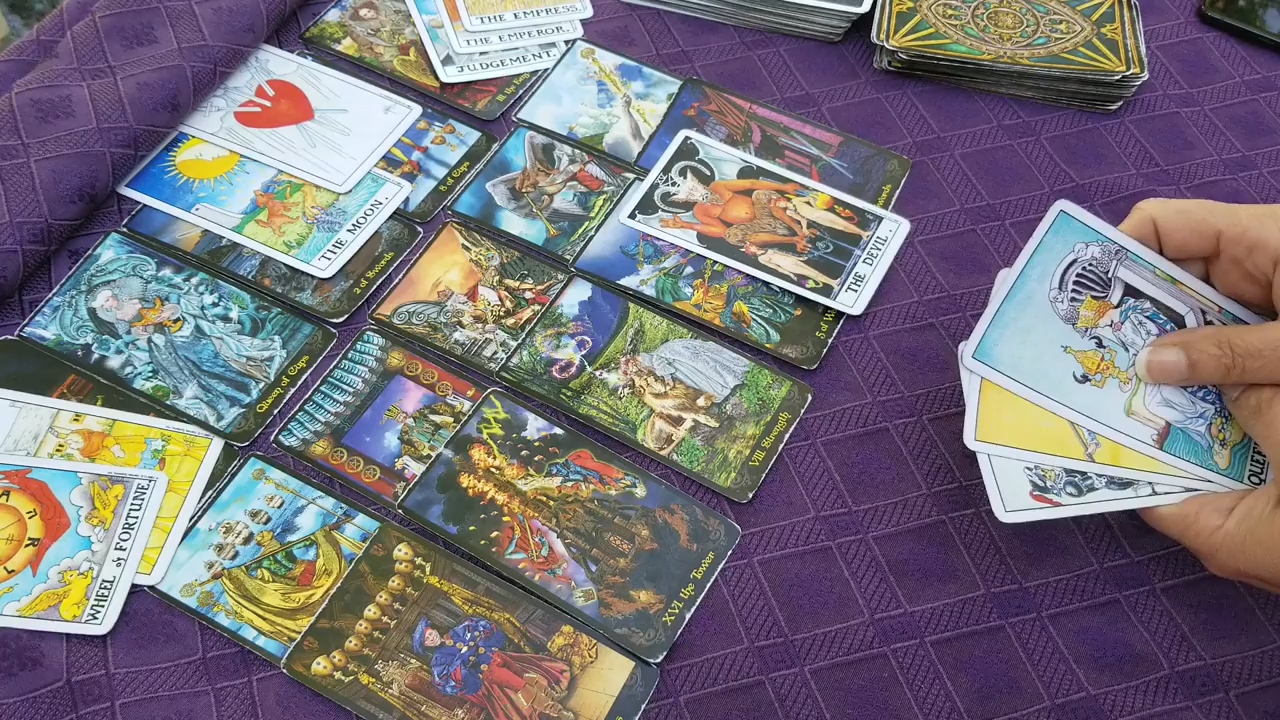 THE EMPRESS.
THE EMPEROR.
JUDGEMENT.
8 of Cups
THE MOON.
2 of Swords
THE DEVIL.
Queen of Cups
VIII Strength
WHEEL of FORTUNE.
XVI the Tower